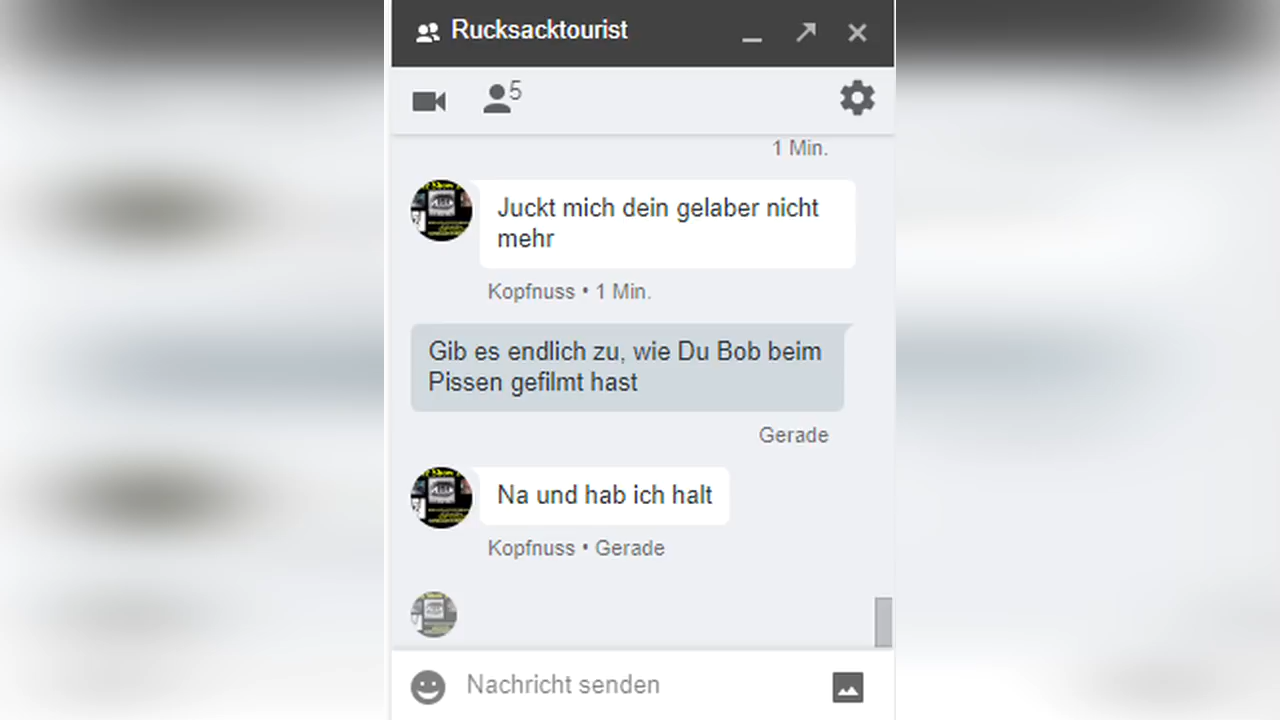 Rucksacktourist
5
1 Min.
Juckt mich dein gelaber nicht
mehr
Kopfnuss • 1 Min.
Gib es endlich zu, wie Du Bob beim
Pissen gefilmt hast
Gerade
Na und hab ich halt
Kopfnuss • Gerade
Nachricht senden